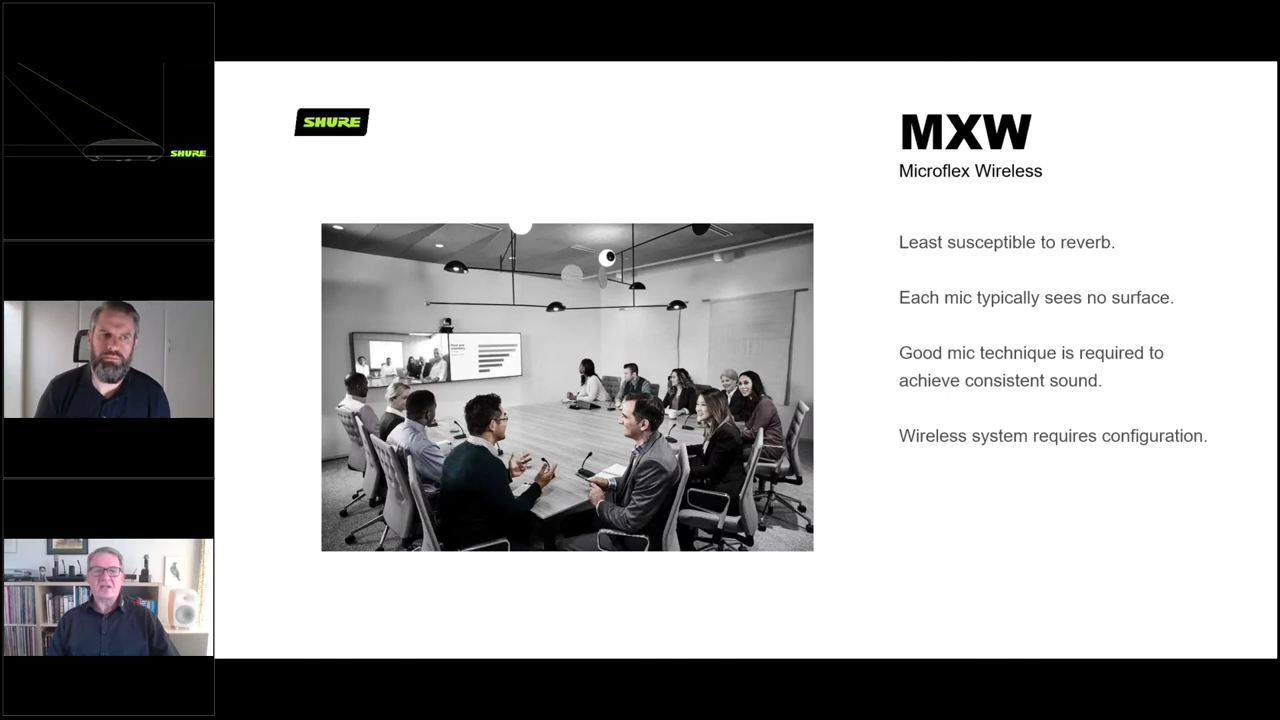 SHURE
SHURE
MXW
Microflex Wireless
Least susceptible to reverb.
Each mic typically sees no surface.
Good mic technique is required to
achieve consistent sound.
Wireless system requires configuration.